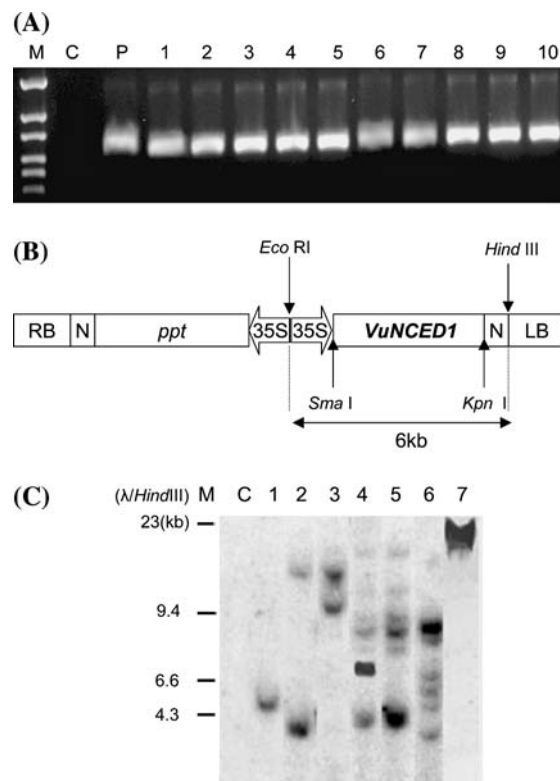 (A)
M C P 1 2 3 4 5 6 7 8 9 10
(B)
Eco RI
Hind III
RB N ppt 35S 35S VuNCED1 N LB
Sma I
Kpn I
6kb
(C)
(λ/HindIII) M C 1 2 3 4 5 6 7
23(kb)
9.4
6.6
4.3